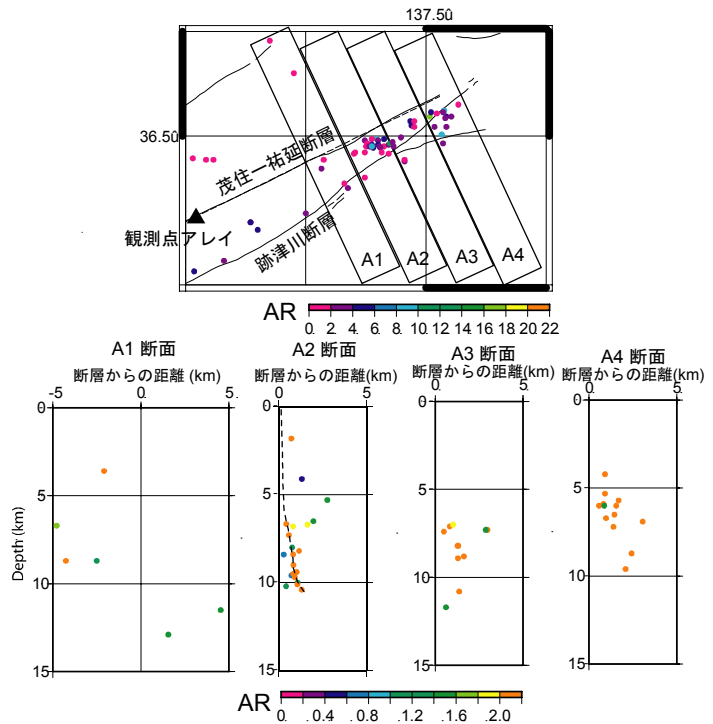 137.5û
36.5û
茂住一祐延断層
観測点アレイ
跡津川断層
A1 A2 A3 A4
AR
0. 2. 4. 6. 8. 10. 12. 14. 16. 18. 20. 22
A1 断面
断層からの距離 (km)
-5 0. 5.
0
5
10
15
Depth (km)
A2 断面
断層からの距離(km)
0 5
0.
5
10
15
A3 断面
断層からの距離(km)
0. 5.
0.
5
10
15
A4 断面
断層からの距離(km)
0. 5.
0.
5
10
15
AR
0. .0.4 .0.8 .1.2 .1.6 .2.0.